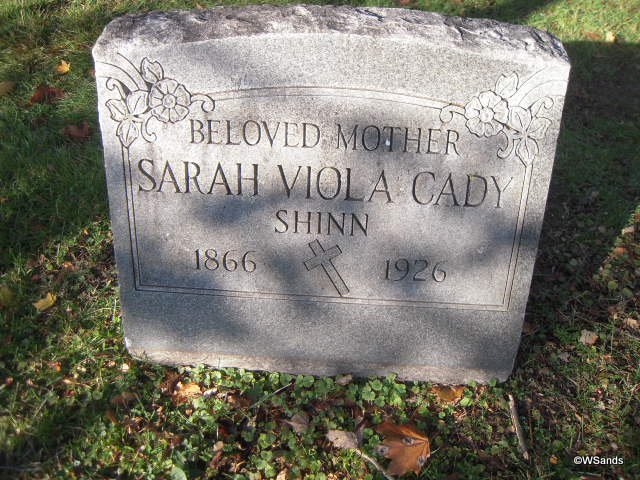 BELOVED MOTHER
SARAH VIOLA CADY
SHINN
1866 1926
©WSands